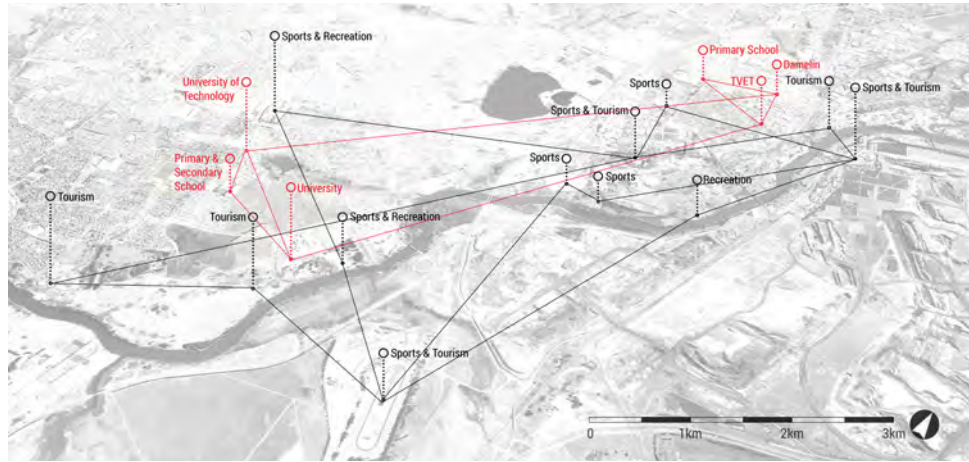 Sports & Recreation
Primary School
Damelin
University of
Technology
TVET
Tourism
Sports
Sports & Tourism
Sports & Tourism
Primary &
Secondary
School
Sports
Sports
Recreation
University
Tourism
Tourism
Sports & Recreation
Sports & Tourism
0
1km
2km
3km